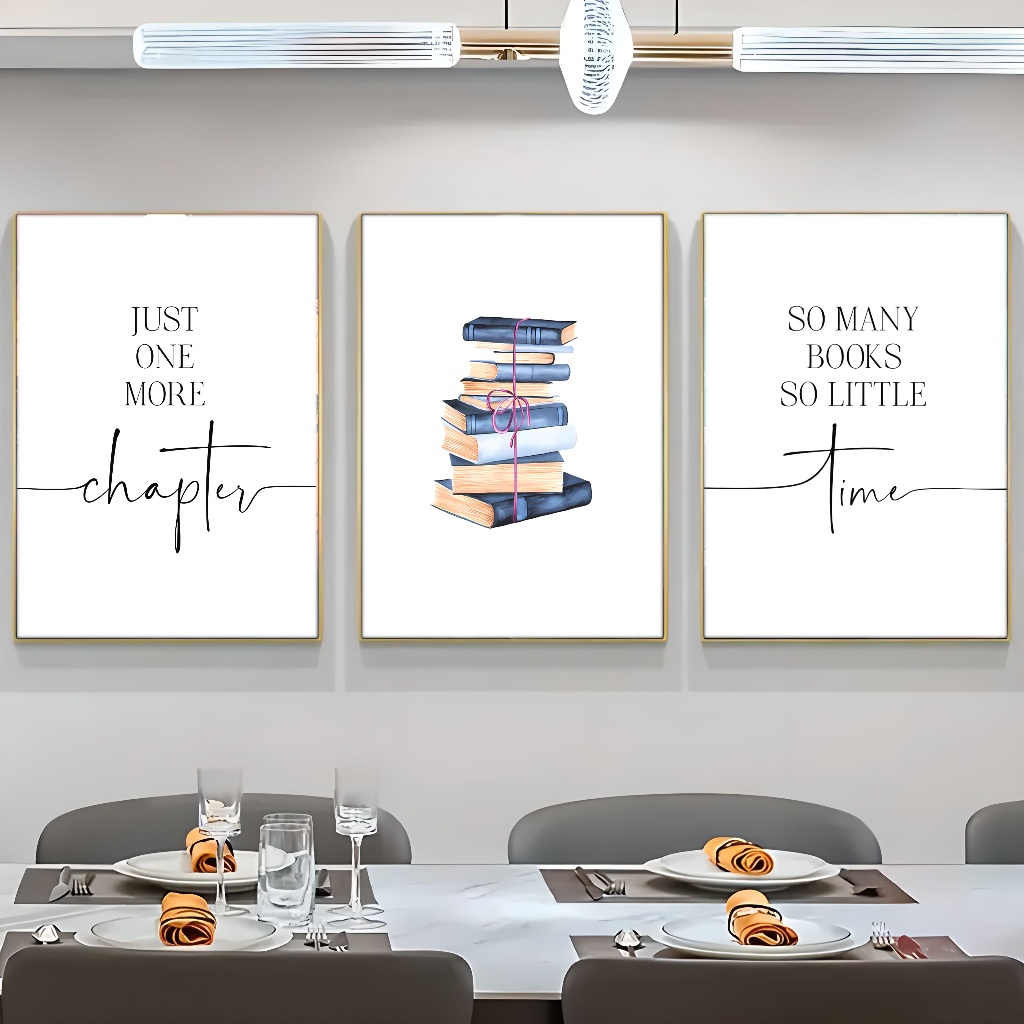 JUST
ONE
MORE
chapter
SO MANY
BOOKS
SO LITTLE
time